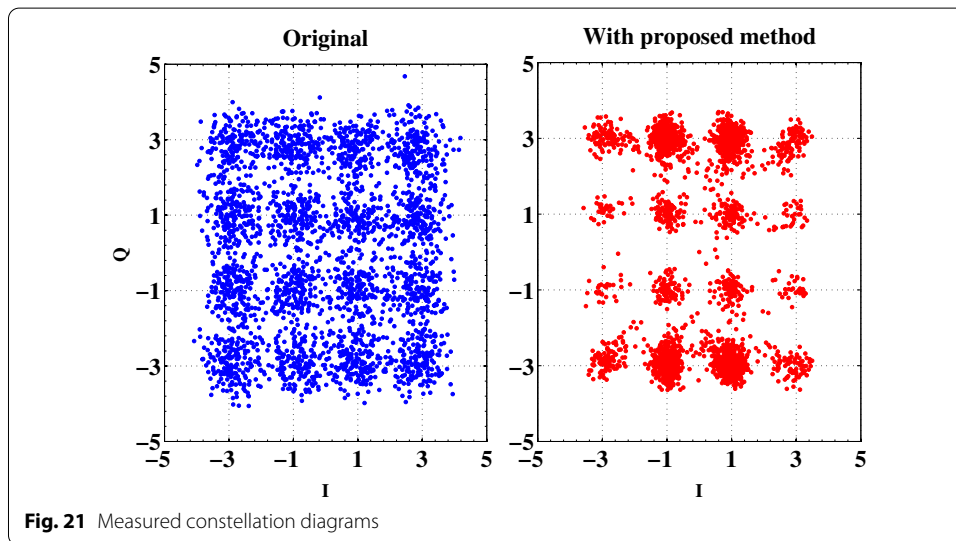 Original
With proposed method
5
3
1
−1
−3
−5
Q
−5 −3 −1 1 3 5
I
5
3
1
−1
−3
−5
−5 −3 −1 1 3 5
I
Fig. 21 Measured constellation diagrams